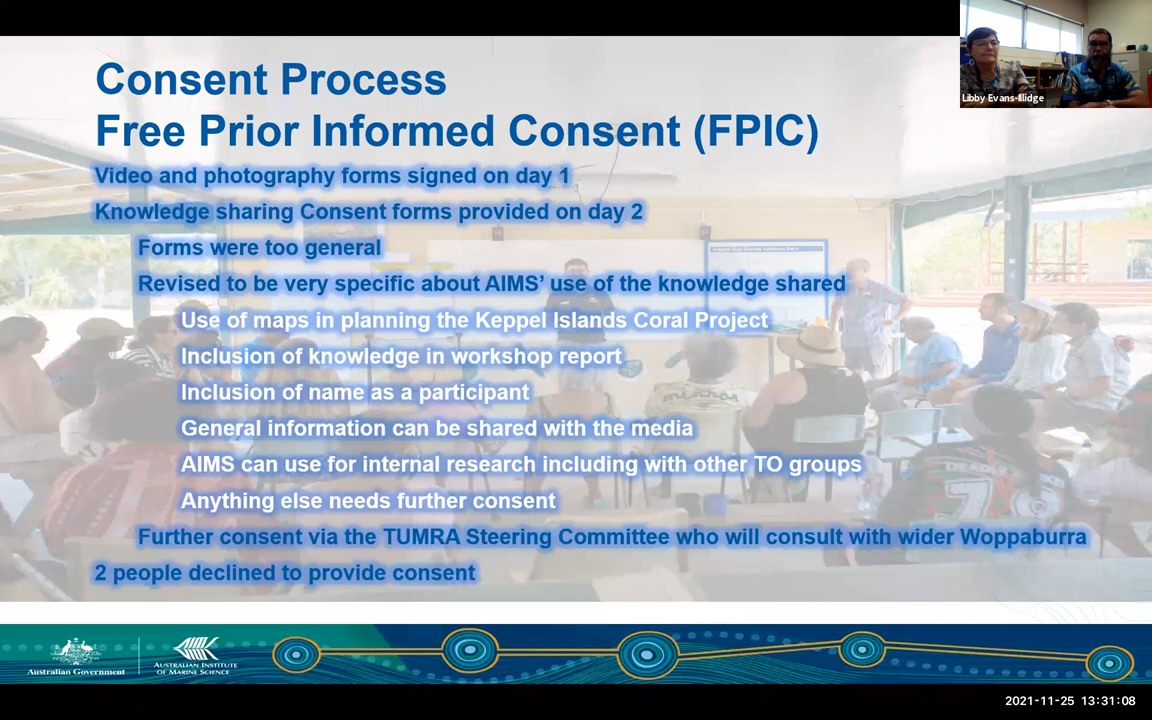 Consent Process
Free Prior Informed Consent (FPIC)
Video and photography forms signed on day 1
Knowledge sharing Consent forms provided on day 2
Forms were too general
Revised to be very specific about AIMS' use of the knowledge shared
Use of maps in planning the Keppel Islands Coral Project
Inclusion of knowledge in workshop report
Inclusion of name as a participant
General information can be shared with the media
AIMS can use for internal research including with other TO groups
Anything else needs further consent
Further consent via the TUMRA Steering Committee who will consult with wider Woppaburra
2 people declined to provide consent
Libby Evans-Illidge
mirror
DEADLY
7
Australian Government
AUSTRALIAN INSTITUTE
OF MARINE SCIENCE
2021-11-25 13:31:08